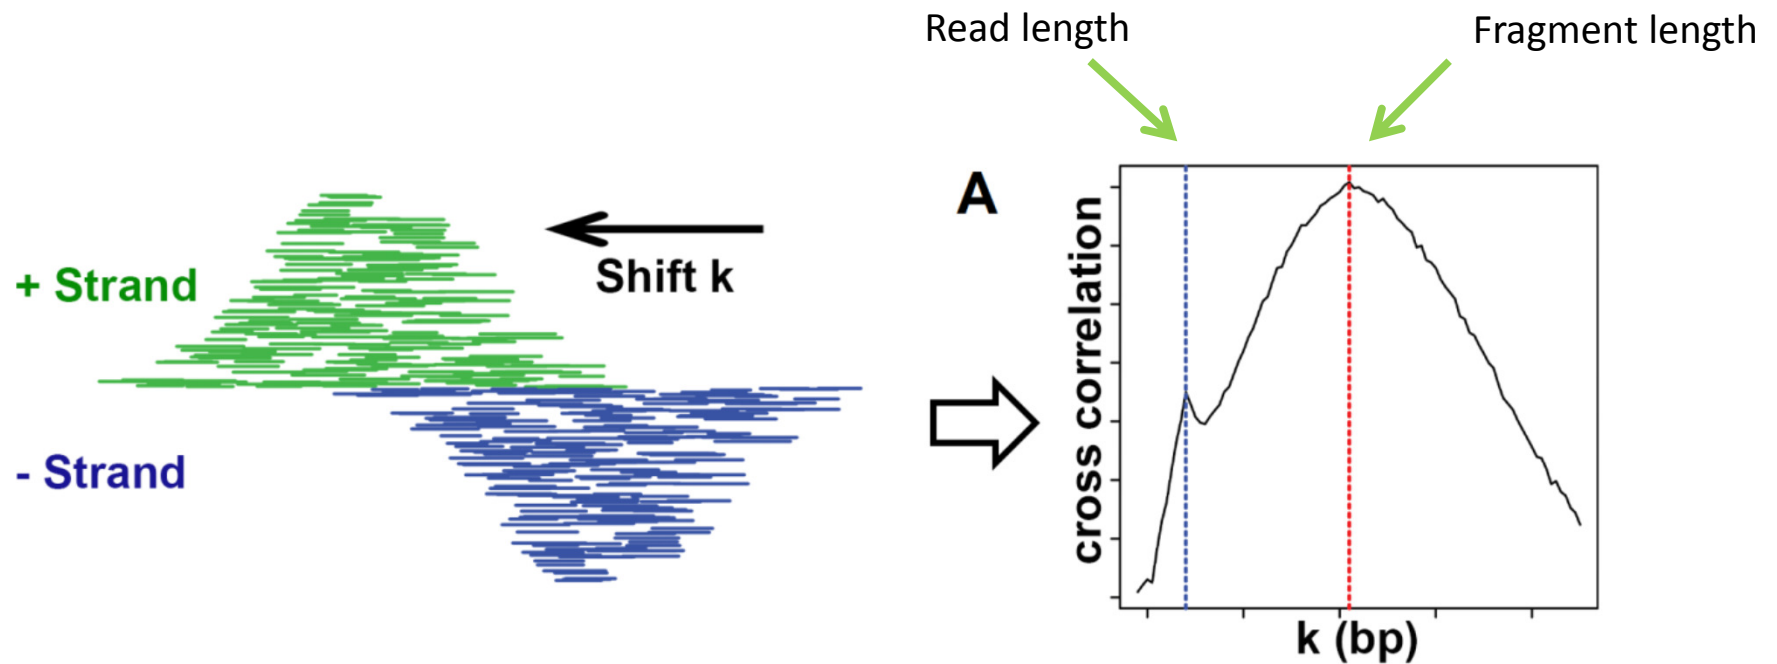 Read length
Fragment length
A
+ Strand
Shift k
- Strand
cross correlation
k (bp)